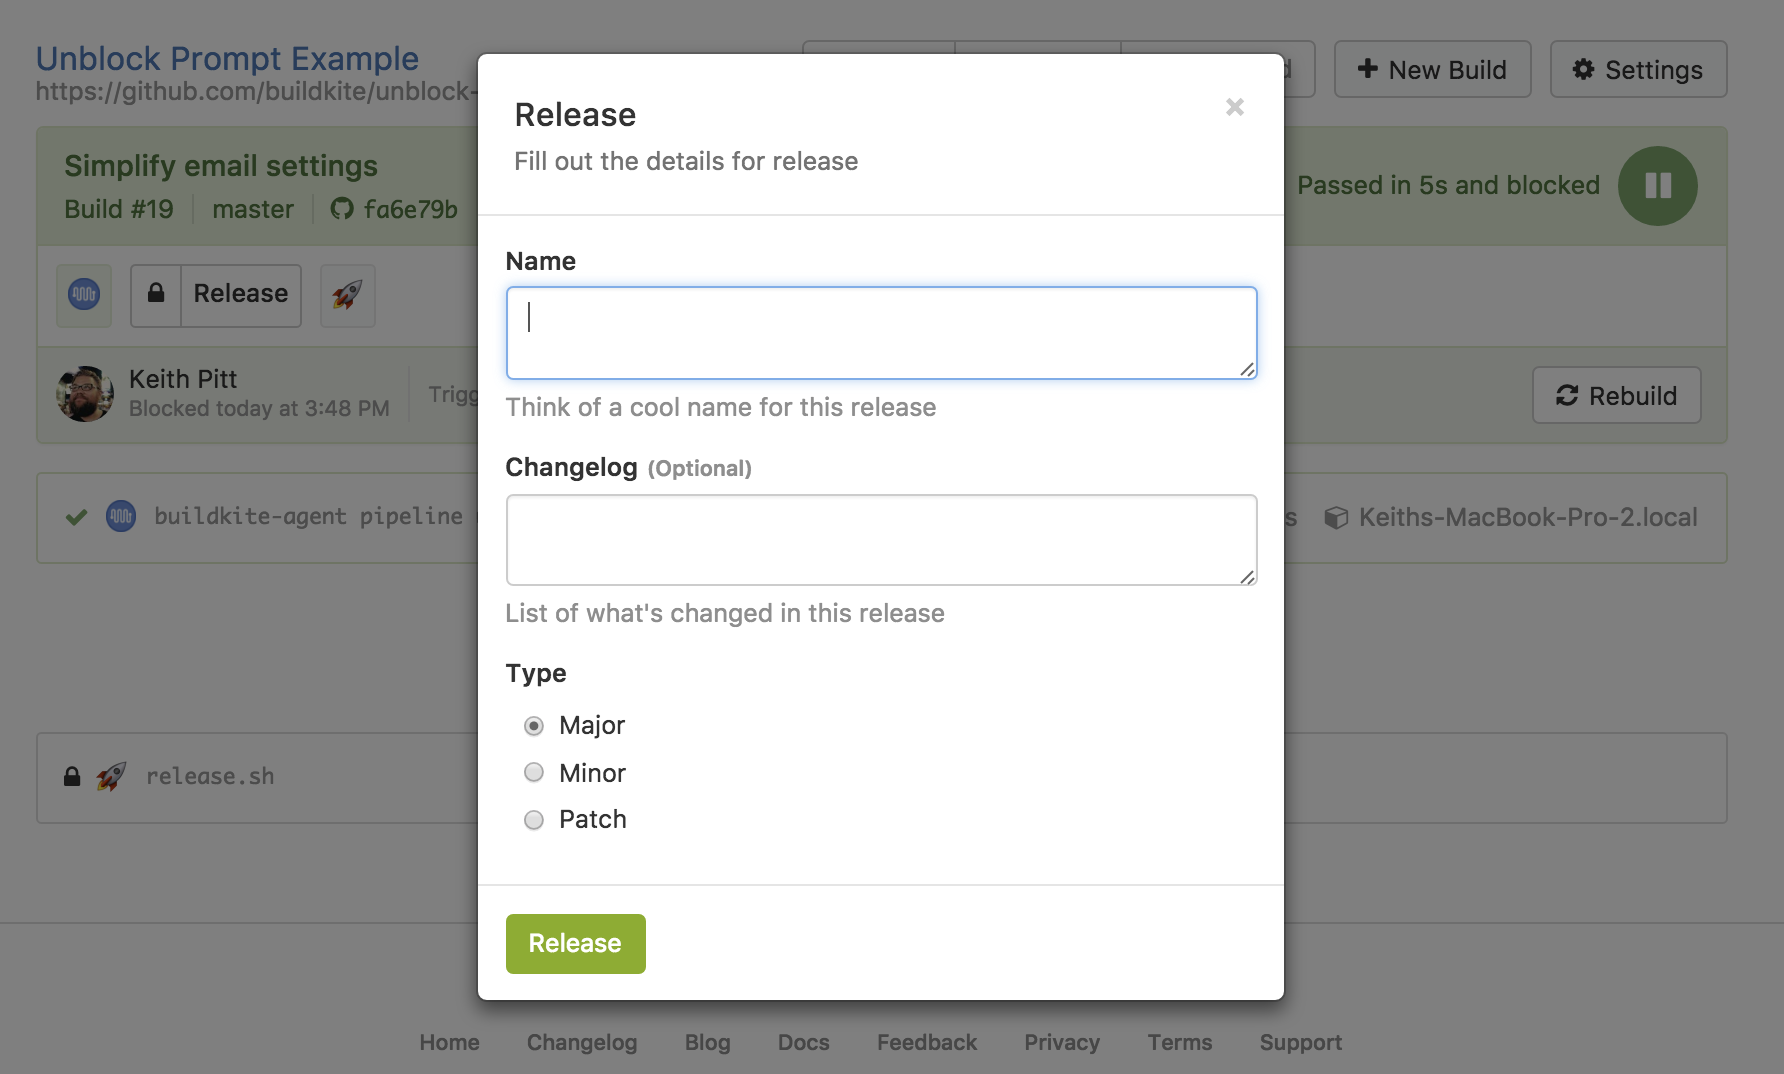 Unblock Prompt Example
https://github.com/buildkite/unblock-
New Build
Settings
Simplify email settings
Build #19
master
fa6e79b
Passed in 5s and blocked
Release
Keith Pitt
Blocked today at 3:48 PM
Rebuild
buildkite-agent pipeline
Keiths-MacBook-Pro-2.local
release.sh
Release
×
Fill out the details for release
Name
Think of a cool name for this release
Changelog (Optional)
List of what's changed in this release
Type
Major
Minor
Patch
Release
Home
Changelog
Blog
Docs
Feedback
Privacy
Terms
Support